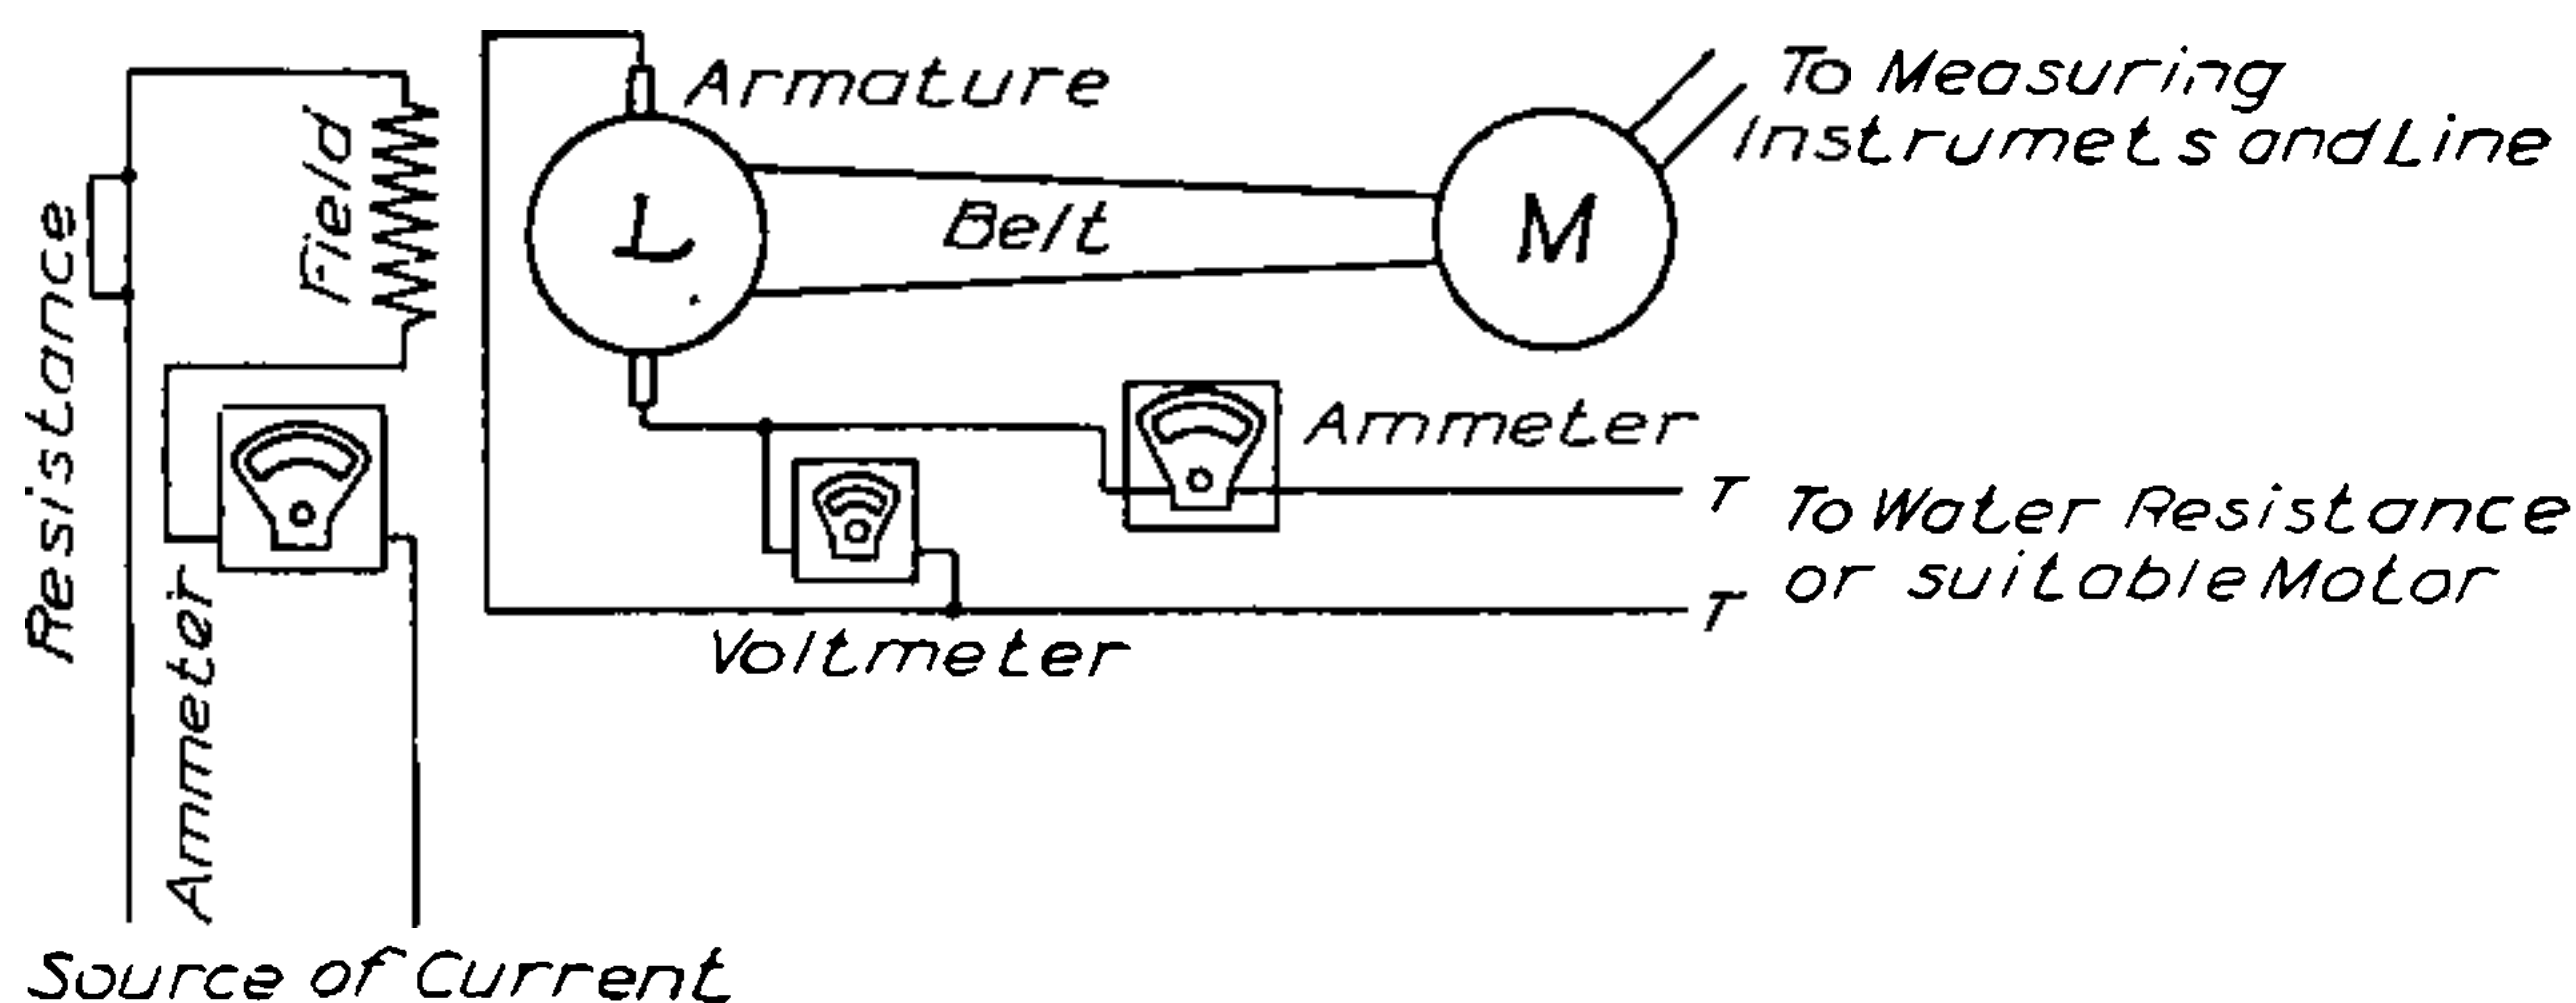 Armature
To Measuring
Instrumets and Line
Field
L
Belt
M
Resistance
Ammeter
T
To Water Resistance
or suitable Motor
T
Voltmeter
Ammeter
Source of Current